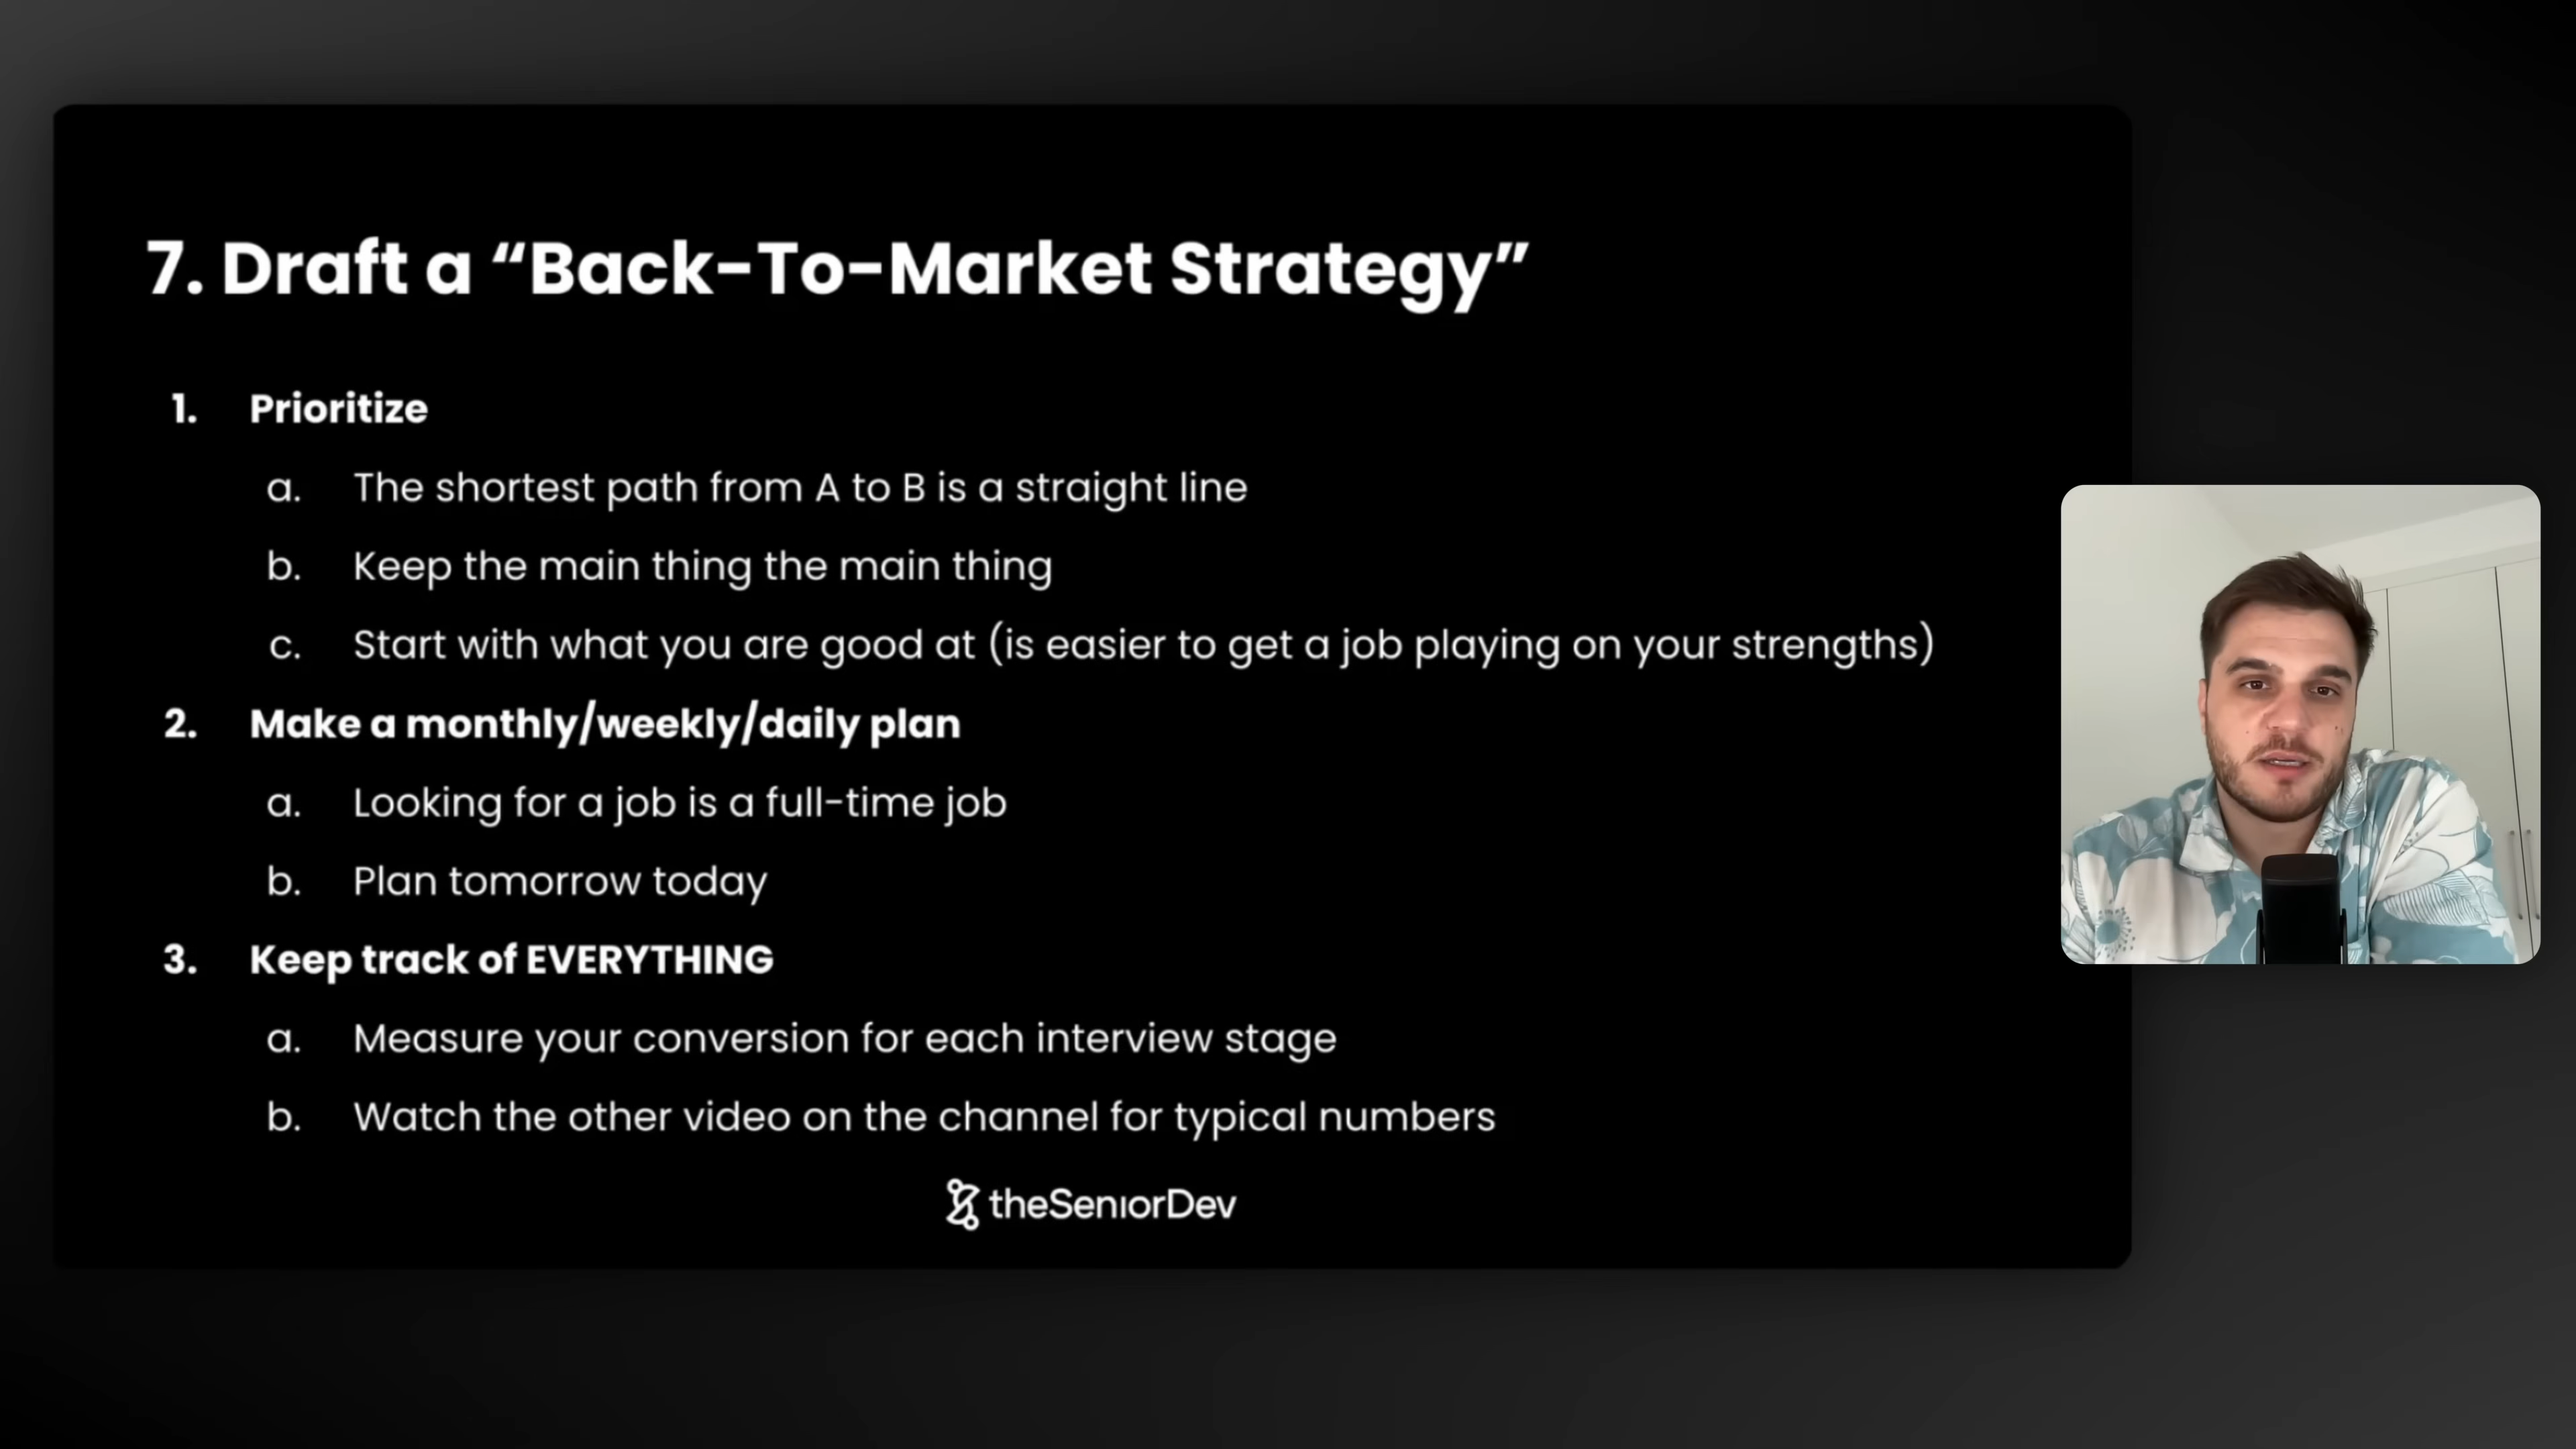 7. Draft a “Back-To-Market Strategy”
1. Prioritize
a. The shortest path from A to B is a straight line
b. Keep the main thing the main thing
c. Start with what you are good at (is easier to get a job playing on your strengths)
2. Make a monthly/weekly/daily plan
a. Looking for a job is a full-time job
b. Plan tomorrow today
3. Keep track of EVERYTHING
a. Measure your conversion for each interview stage
b. Watch the other video on the channel for typical numbers
theSeniorDev